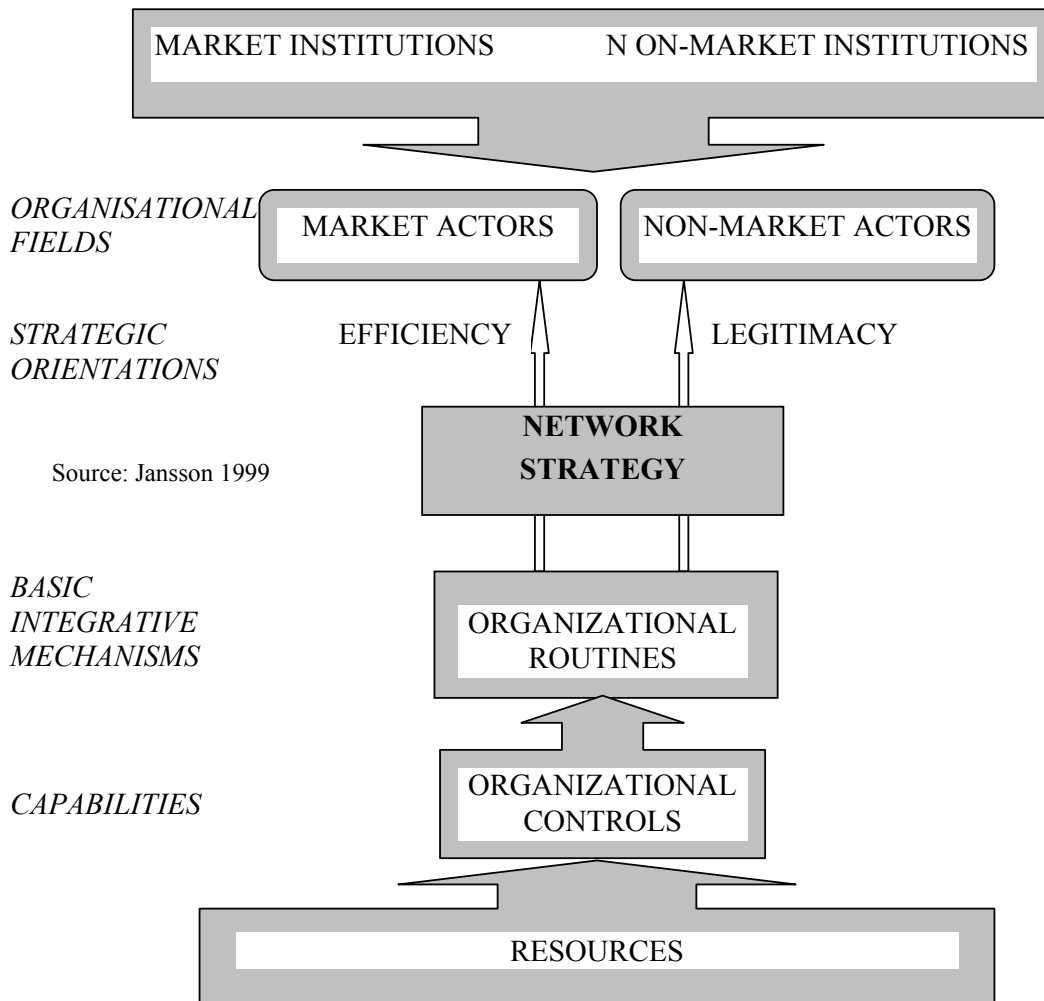 MARKET INSTITUTIONS N ON-MARKET INSTITUTIONS
ORGANISATIONAL
FIELDS
MARKET ACTORS
NON-MARKET ACTORS
STRATEGIC
ORIENTATIONS
EFFICIENCY
LEGITIMACY
NETWORK
STRATEGY
Source: Jansson 1999
BASIC
INTEGRATIVE
MECHANISMS
ORGANIZATIONAL
ROUTINES
CAPABILITIES
ORGANIZATIONAL
CONTROLS
RESOURCES